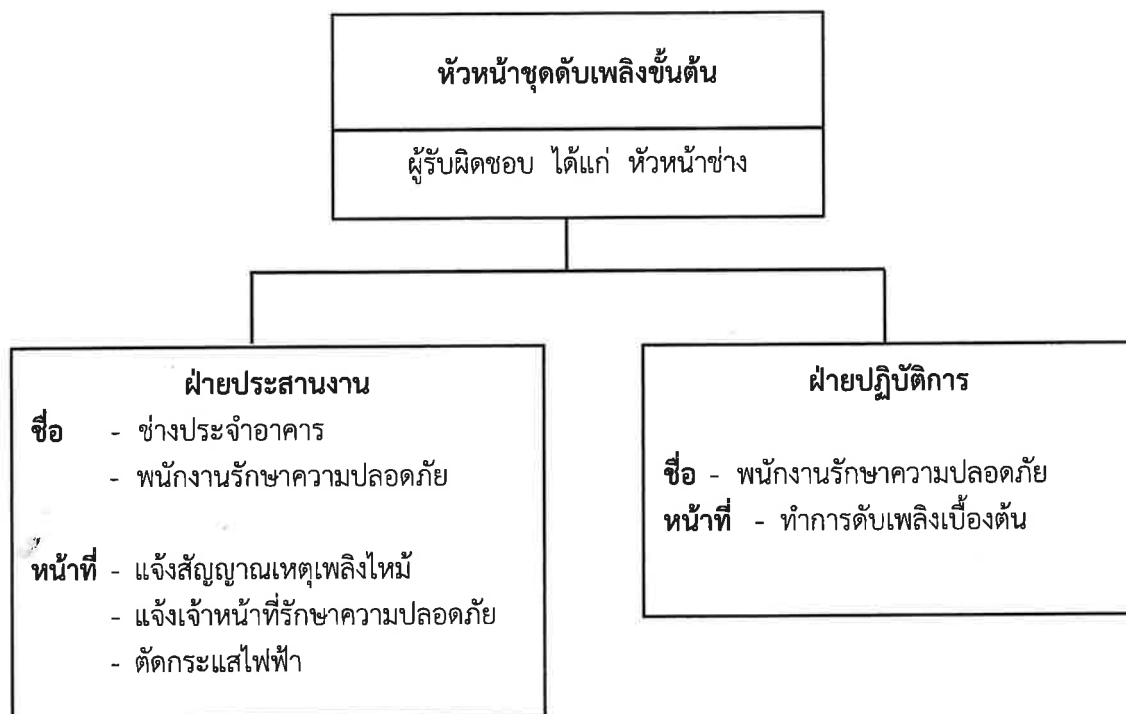 หัวหน้าชุดดับเพลิงขั้นต้น
ผู้รับผิดชอบ ได้แก่ หัวหน้าช่าง
ฝ่ายประสานงาน
ชื่อ - ช่างประจำอาคาร
- พนักงานรักษาความปลอดภัย
หน้าที่ - แจ้งสัญญาณเหตุเพลิงไหม้
- แจ้งเจ้าหน้าที่รักษาความปลอดภัย
- ตัดกระแสไฟฟ้า
ฝ่ายปฏิบัติการ
ชื่อ - พนักงานรักษาความปลอดภัย
หน้าที่ - ทำการดับเพลิงเบื้องต้น